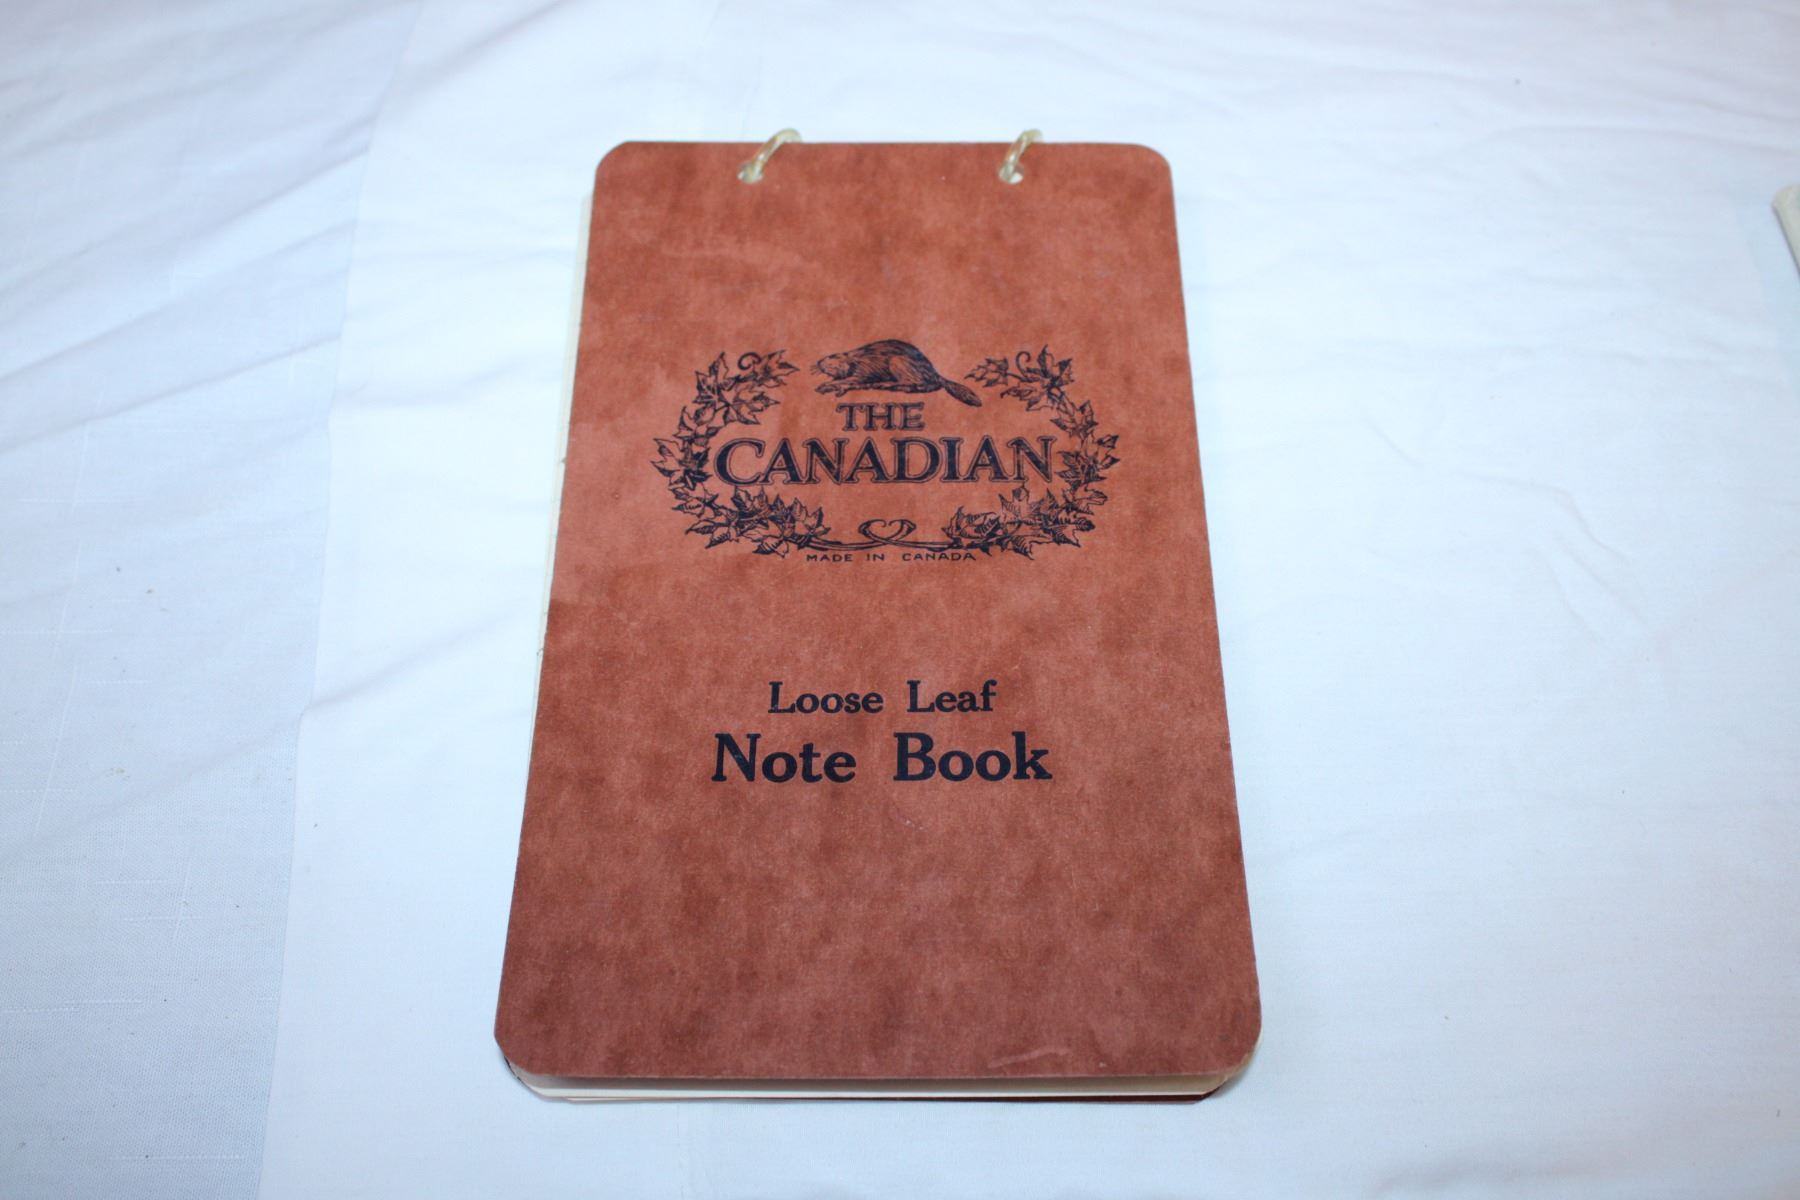 THE
CANADIAN
MADE IN CANADA
Loose Leaf
Note Book